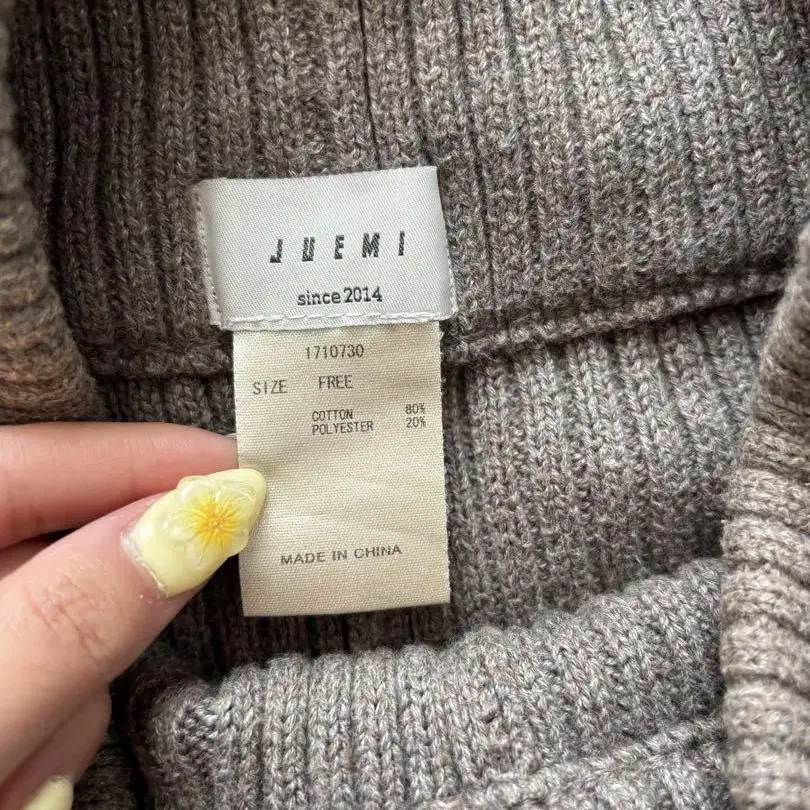 JUEMI
since 2014
1710730
SIZE FREE
COTTON 80%
POLYESTER 20%
MADE IN CHINA